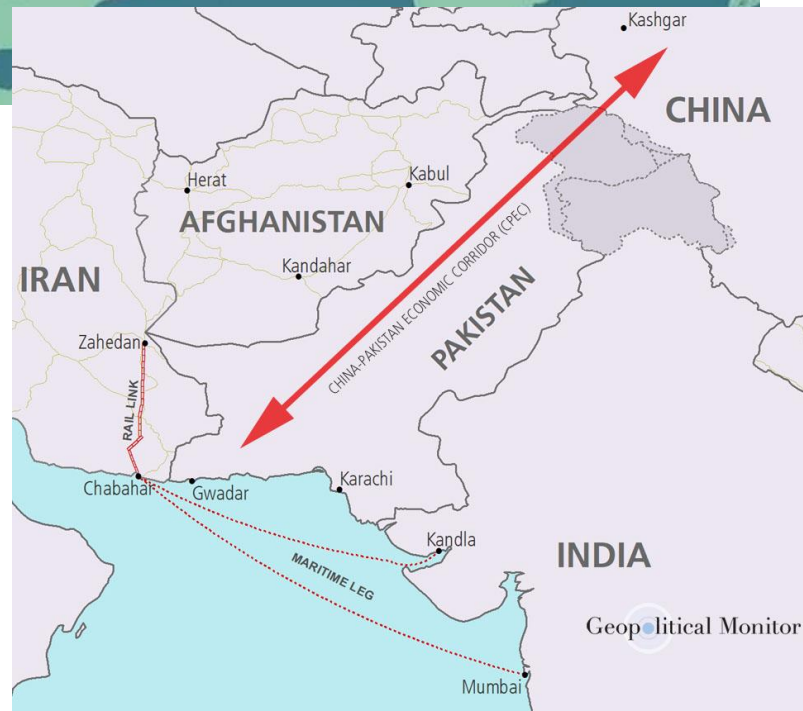 Kashgar
CHINA
Herat
Kabul
AFGHANISTAN
Kandahar
CHINA-PAKISTAN ECONOMIC CORRIDOR (CPEC)
IRAN
PAKISTAN
Zahedan
RAIL LINK
Chabahar
Gwadar
Karachi
Kandla
MARITIME LEG
INDIA
Geopolitical Monitor
Mumbai